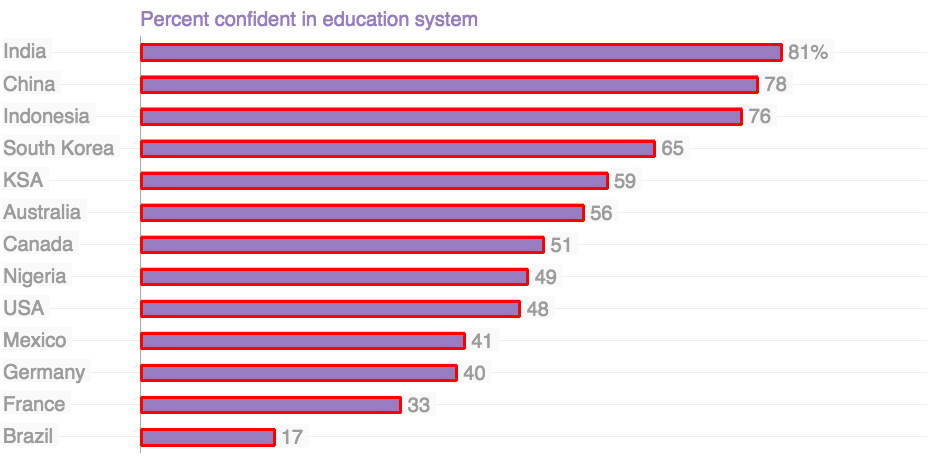 Percent confident in education system
India 81%
China 78
Indonesia 76
South Korea 65
KSA 59
Australia 56
Canada 51
Nigeria 49
USA 48
Mexico 41
Germany 40
France 33
Brazil 17